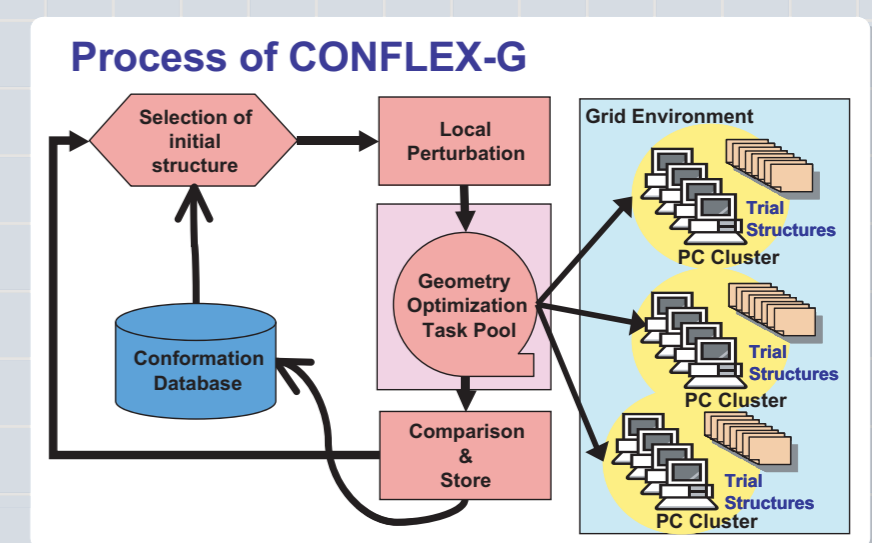 Process of CONFLEX-G
Selection of
initial
structure
Local
Perturbation
Geometry
Optimization
Task Pool
Conformation
Database
Comparison
&
Store
Grid Environment
Trial
Structures
PC Cluster
Trial
Structures
PC Cluster
Trial
Structures
PC Cluster